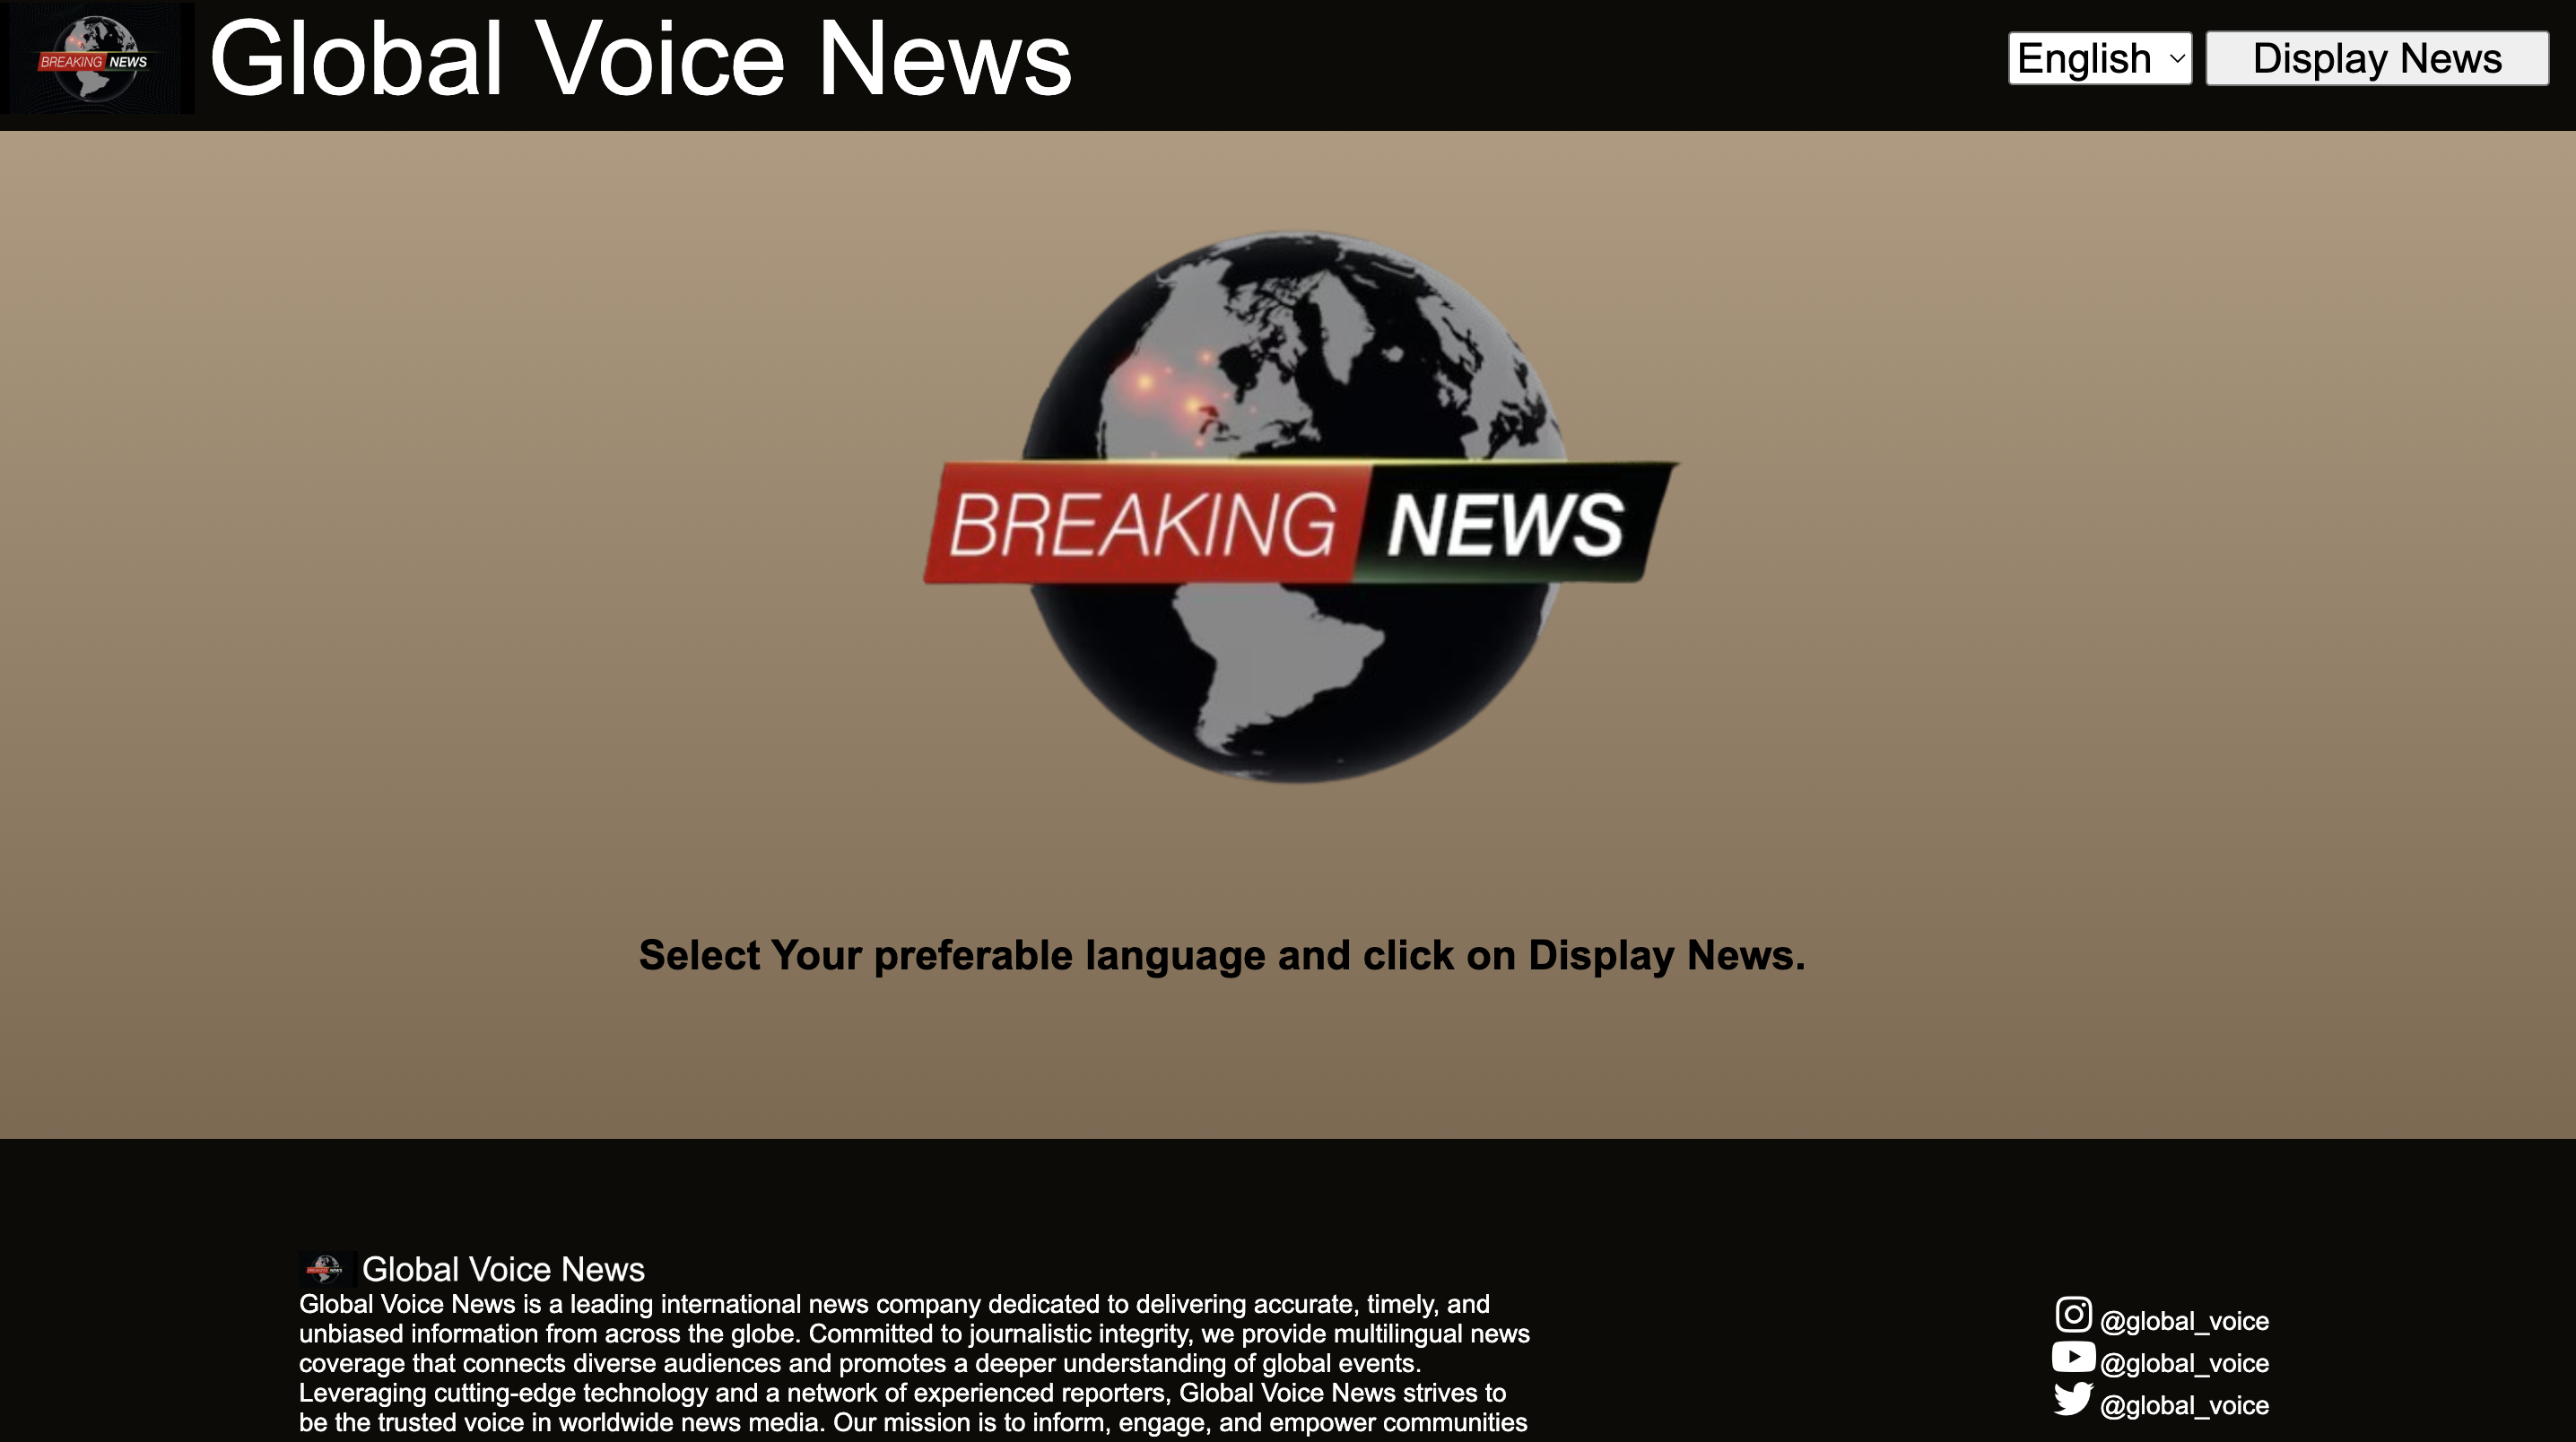 BREAKING NEWS
Global Voice News
English
Display News
BREAKING NEWS
Select Your preferable language and click on Display News.
BREAKING NEWS
Global Voice News
Global Voice News is a leading international news company dedicated to delivering accurate, timely, and
unbiased information from across the globe. Committed to journalistic integrity, we provide multilingual news
coverage that connects diverse audiences and promotes a deeper understanding of global events.
Leveraging cutting-edge technology and a network of experienced reporters, Global Voice News strives to
be the trusted voice in worldwide news media. Our mission is to inform, engage, and empower communities
@global_voice
@global_voice
@global_voice